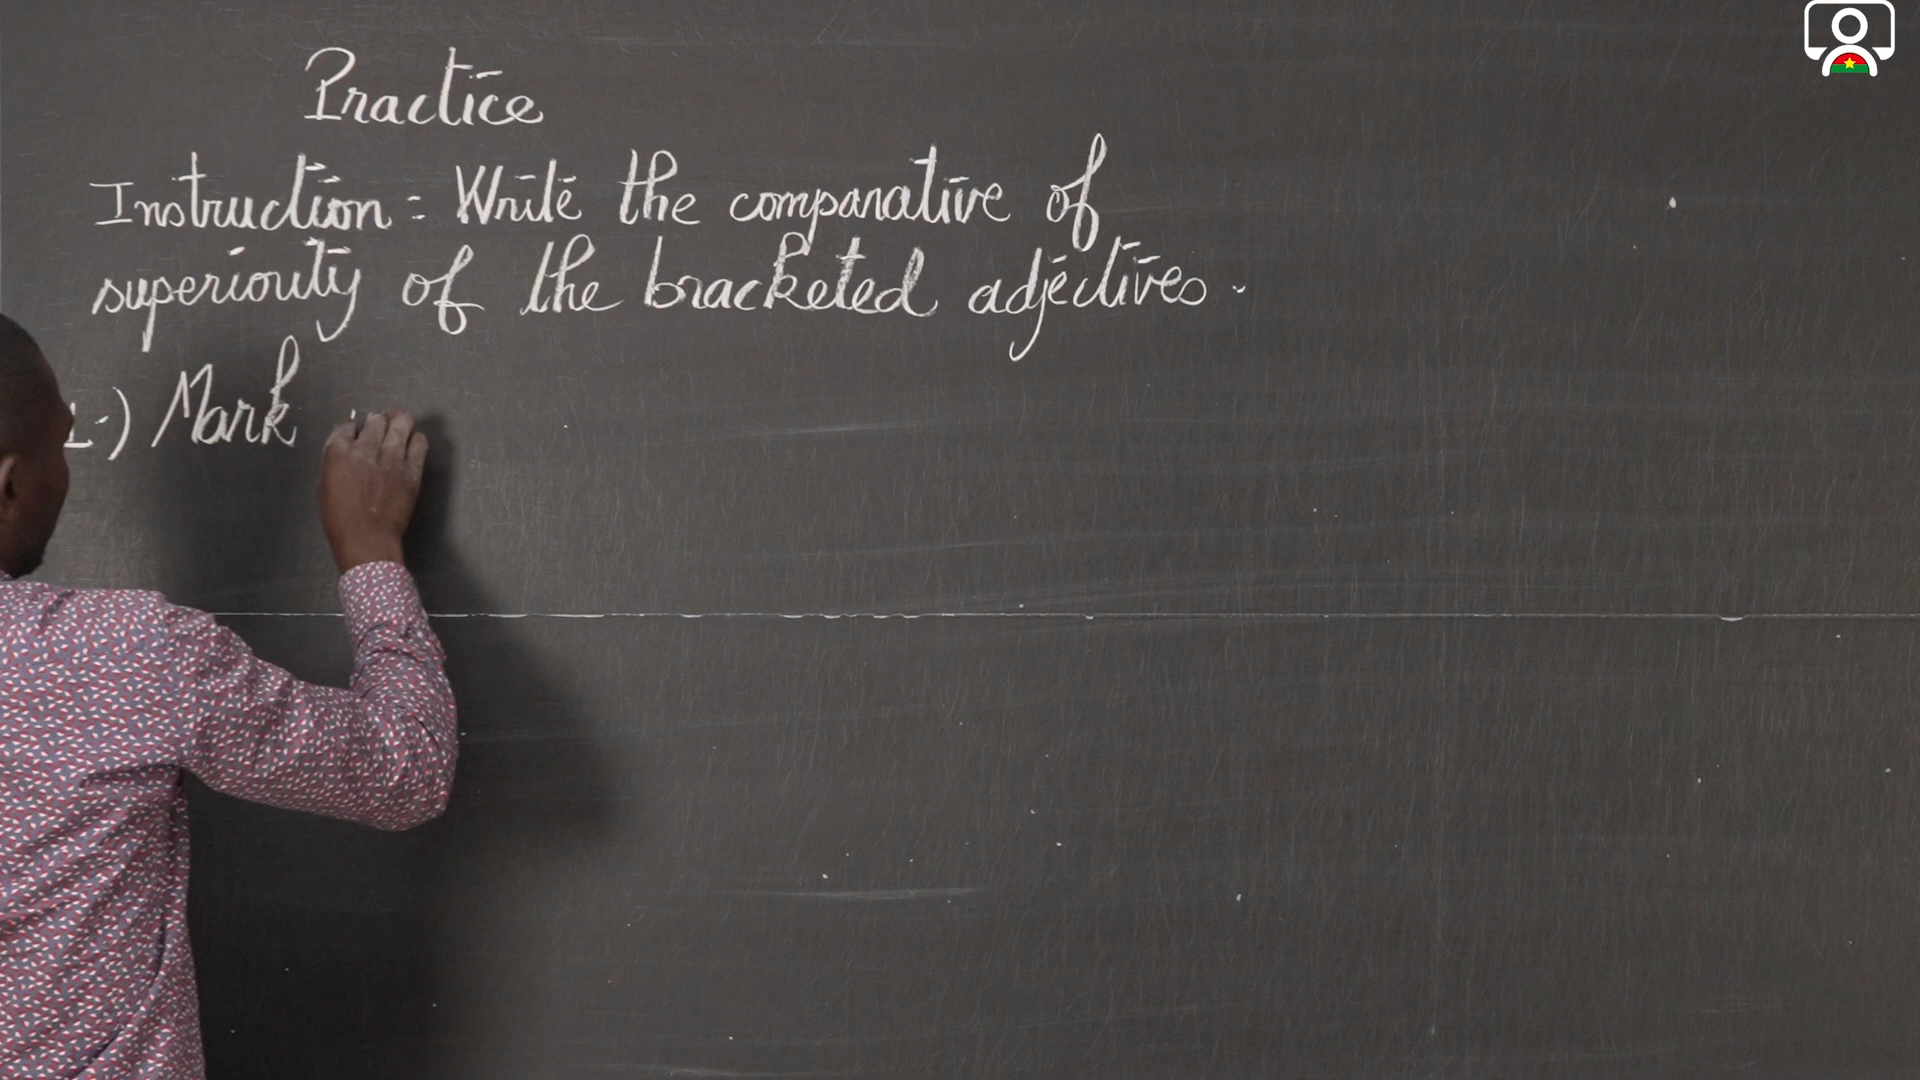 Practice
Instruction: Write the comparative of
superiority of the bracketed adjectives.
1.) Mark